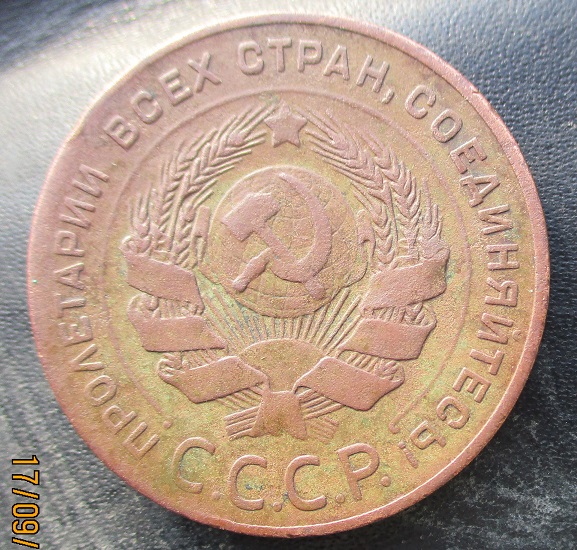 ПРОЛЕТАРИИ ВСЕХ СТРАН, СОЕДИНЯЙТЕСЬ!
С.С.С.Р.
17/09/